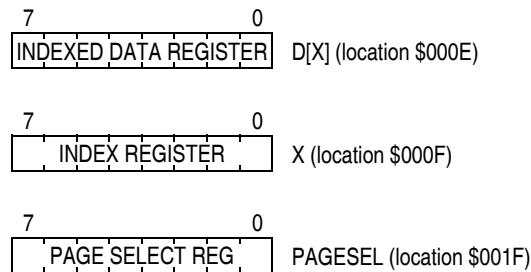 7 0
INDEXED DATA REGISTER D[X] (location $000E)
7 0
INDEX REGISTER X (location $000F)
7 0
PAGE SELECT REG PAGESEL (location $001F)